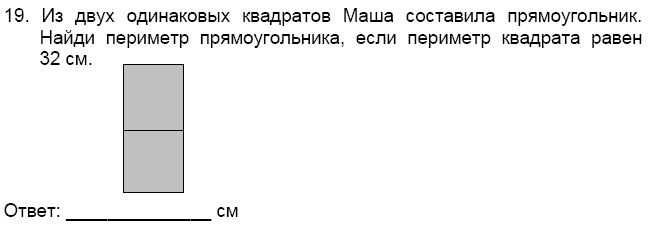 19. Из двух одинаковых квадратов Маша составила прямоугольник.
Найди периметр прямоугольника, если периметр квадрата равен
32 см.
Ответ: _______________ см